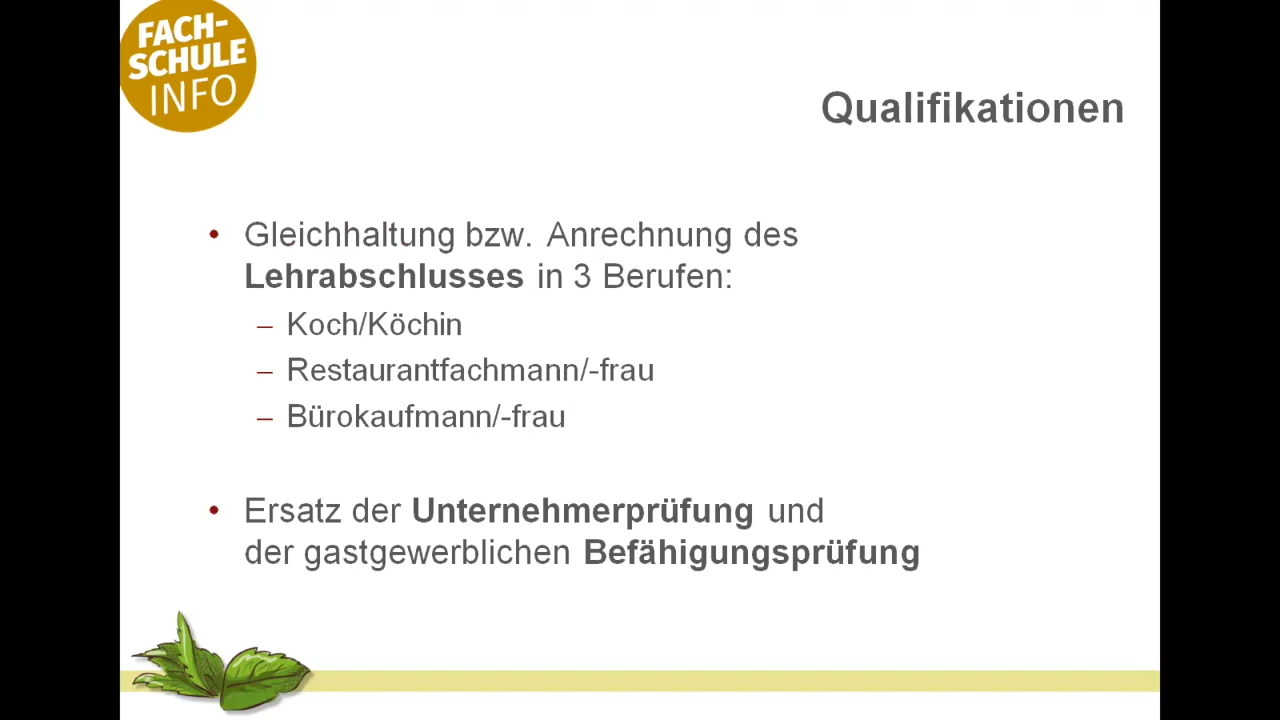 FACH-
SCHULE
INFO
Qualifikationen
• Gleichhaltung bzw. Anrechnung des
Lehrabschlusses in 3 Berufen:
– Koch/Köchin
– Restaurantfachmann/-frau
– Bürokaufmann/-frau
• Ersatz der Unternehmerprüfung und
der gastgewerblichen Befähigungsprüfung